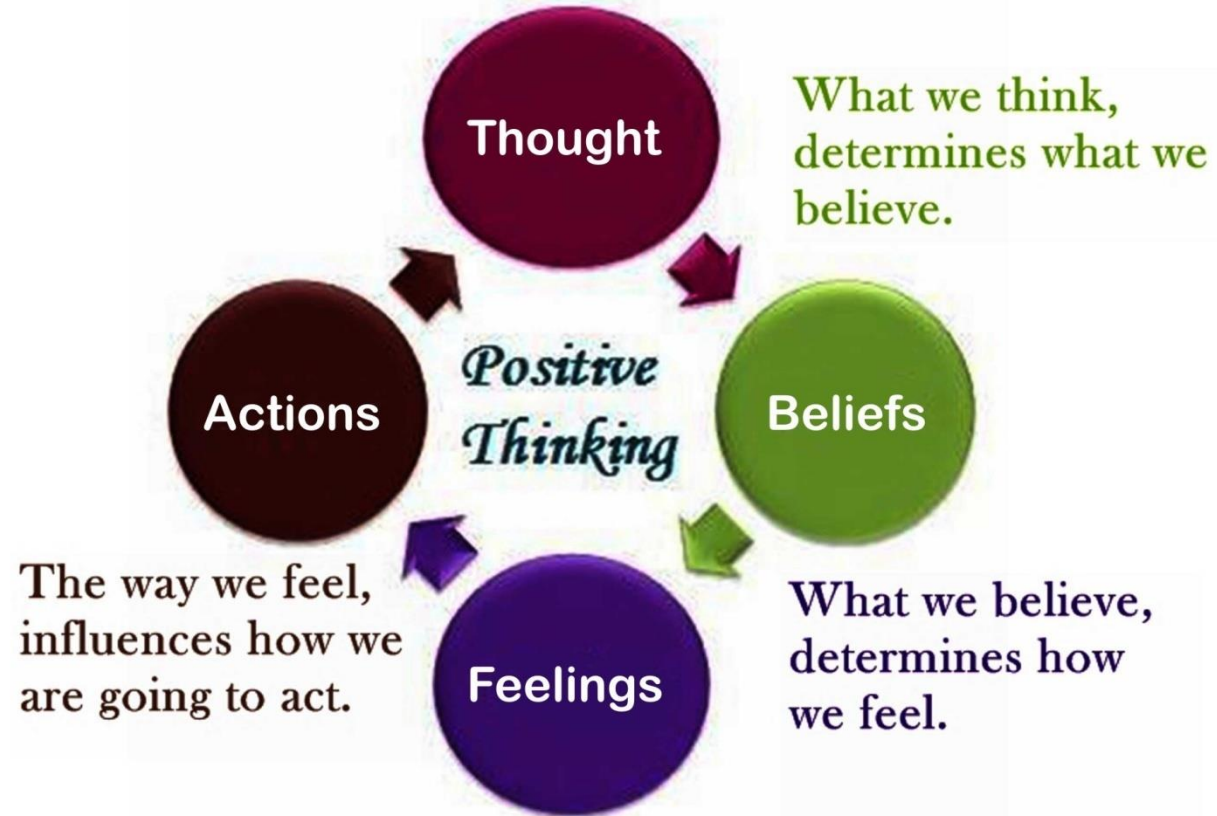 Thought
What we think,
determines what we
believe.
Actions
Positive
Thinking
Beliefs
The way we feel,
influences how we
are going to act.
Feelings
What we believe,
determines how
we feel.